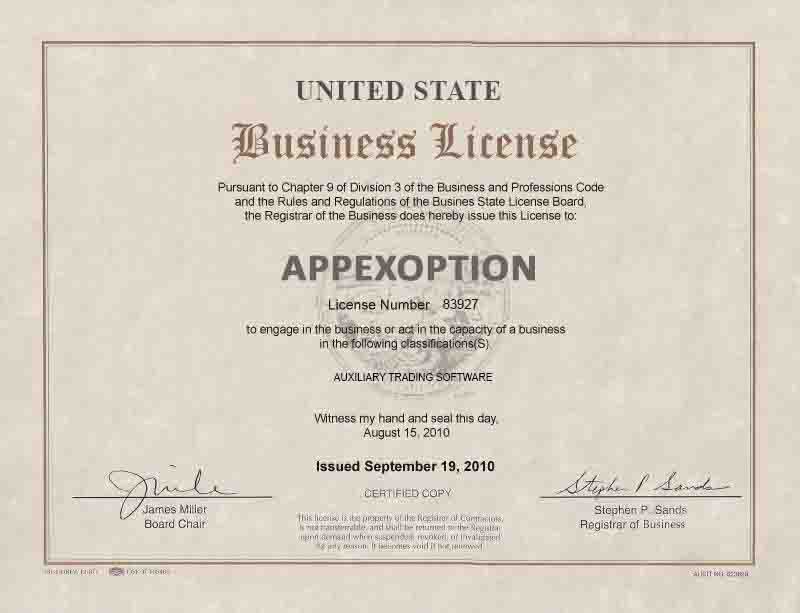 UNITED STATE
Business License
Pursuant to Chapter 9 of Division 3 of the Business and Professions Code
and the Rules and Regulations of the Busines State License Board,
the Registrar of the Business does hereby issue this License to:
APPEXOPTION
License Number 83927
to engage in the business or act in the capacity of a business
in the following classifications(S).
AUXILIARY TRADING SOFTWARE
Witness my hand and seal this day,
August 15, 2010
Issued September 19, 2010
CERTIFIED COPY
Stephen P Sands
James Miller
Board Chair
Stephen P. Sands
Registrar of Business
This license is the property of the Registrar of Contractors,
is not transferrable, and shall be returned to the Registrar
upon demand when suspended, revoked, or invalidated
for any reason. It becomes void if not renewed.
AUDIT NO.